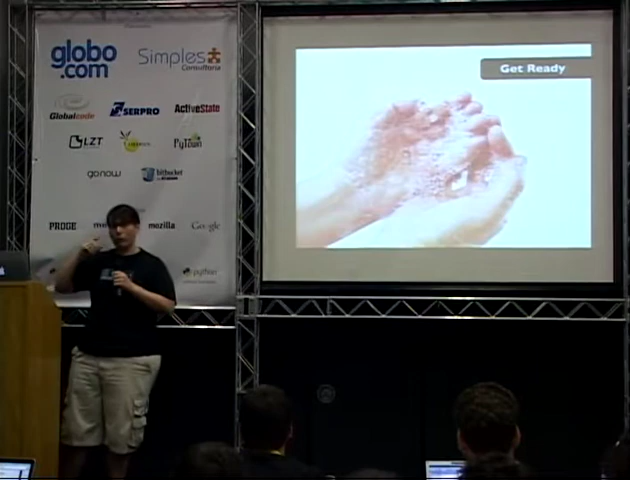 globo
.com
Simples
Consultoria
Globalcode
SERPRO
ActiveState
LZT
PyTown
gonow
bitbucket
PROGE
mozilla
Google
python
Get Ready